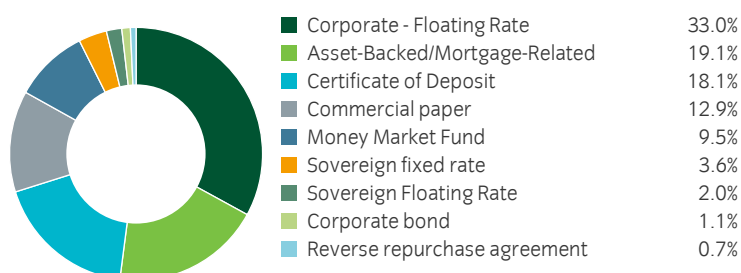 Corporate - Floating Rate 33.0%
Asset-Backed/Mortgage-Related 19.1%
Certificate of Deposit 18.1%
Commercial paper 12.9%
Money Market Fund 9.5%
Sovereign fixed rate 3.6%
Sovereign Floating Rate 2.0%
Corporate bond 1.1%
Reverse repurchase agreement 0.7%